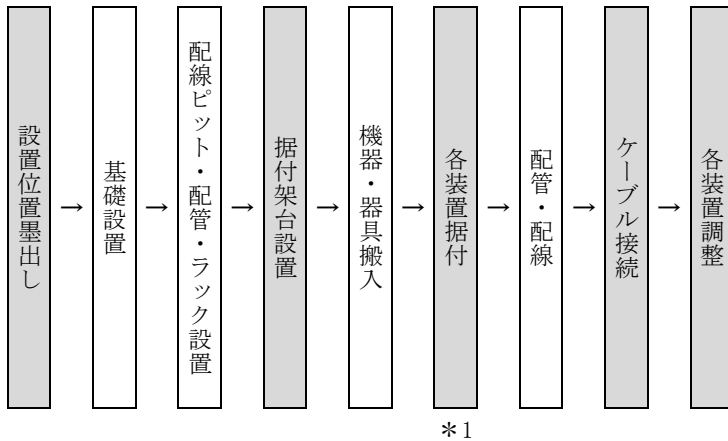 設置位置墨出し
→
基礎設置
→
配線ピット・配管・ラック設置
→
据付架台設置
→
機器・器具搬入
→
各装置据付
→
配管・配線
→
ケーブル接続
→
各装置調整
＊1